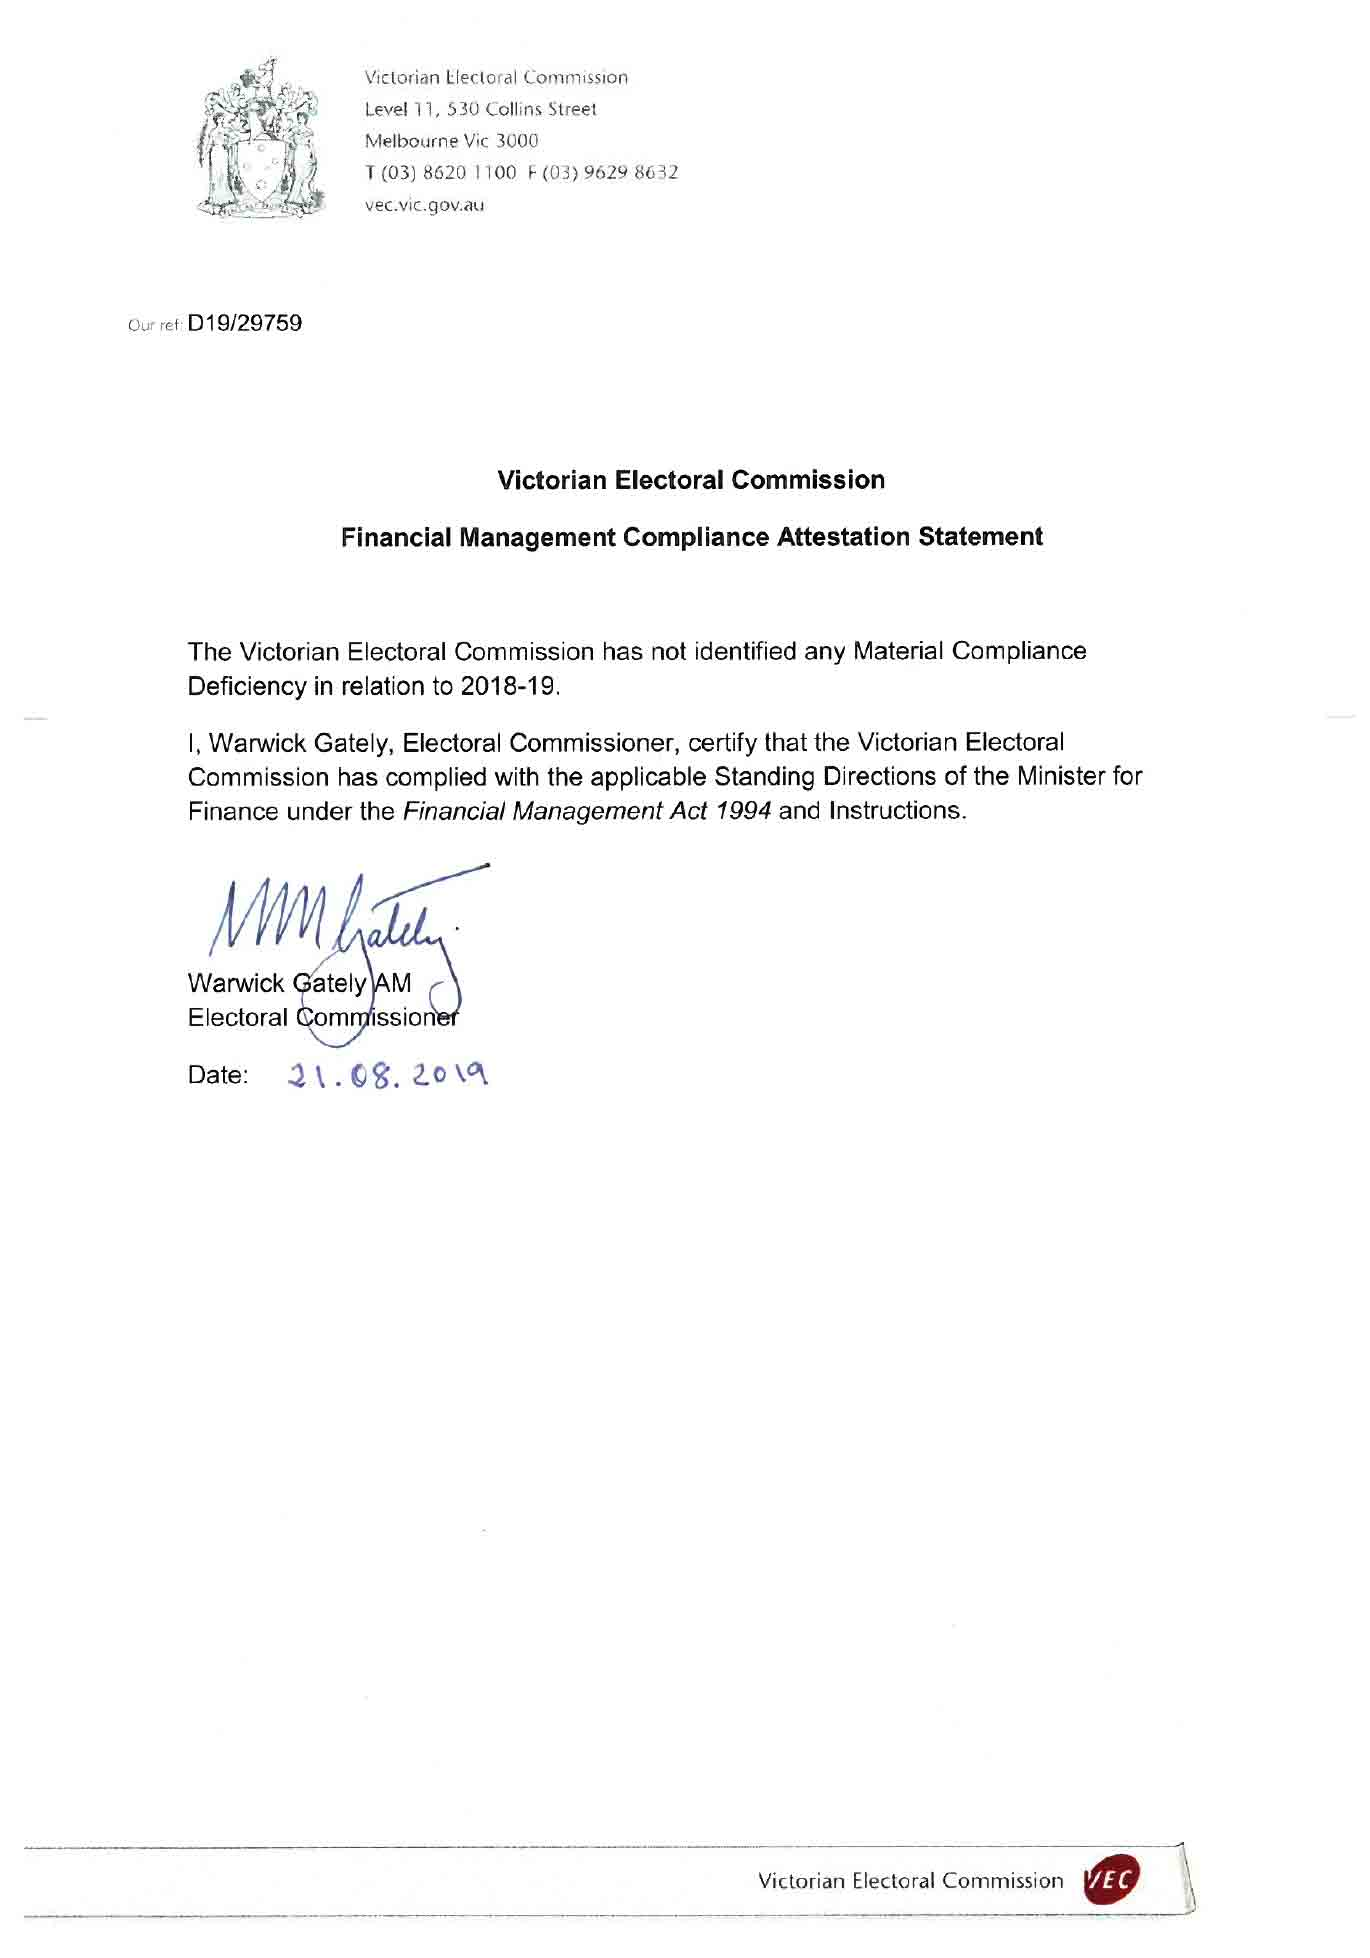 Victorian Electoral Commission
Level 11, 530 Collins Street
Melbourne Vic 3000
T (03) 8620 1100 F (03) 9629 8632
vec.vic.gov.au
Our ref: D19/29759
Victorian Electoral Commission
Financial Management Compliance Attestation Statement
The Victorian Electoral Commission has not identified any Material Compliance
Deficiency in relation to 2018-19.
I, Warwick Gately, Electoral Commissioner, certify that the Victorian Electoral
Commission has complied with the applicable Standing Directions of the Minister for
Finance under the Financial Management Act 1994 and Instructions.
Gately
Warwick Gately AM
Electoral Commissioner
Date: 21.08.2019
Victorian Electoral Commission VEC